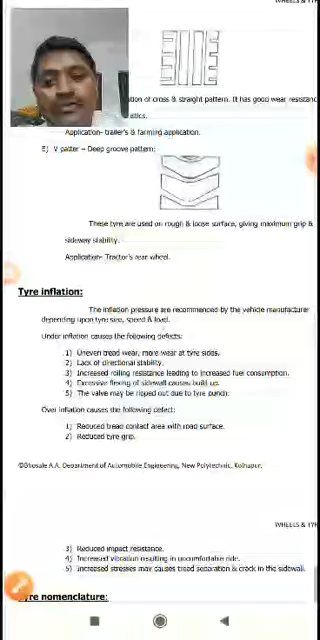 WHEELS & TY
ation of cross & straight pattern. It has good wear resistanc
Application- trailer's & farming application.
E) V patter – Deep groove pattern:
These tyre are used on rough & loose surface, giving maximum grip &
sideway stability.
Application- Tractor's rear wheel.
Tyre inflation:
The inflation pressure are recommended by the vehicle manufacturer
depending upon tyre size, speed & load.
Under inflation causes the following defects:
1) Uneven tread wear, more wear at tyre sides.
2) Lack of directional stability.
3) Increased rolling resistance leading to increased fuel consumption.
4) Excessive flexing of sidewall causes build up.
5) The valve may be ripped out due to tyre punch.
Over inflation causes the following defect:
1) Reduced tread contact area with road surface.
2) Reduced tyre grip.
©Bhosale A.A. Department of Automobile Engineering, New Polytechnic, Kolhapur.
WHEELS & TYR
3) Reduced impact resistance.
4) Increased vibration resulting in uncomfortable ride.
5) Increased stresses may causes tread separation & crack in the sidewall.
yre nomenclature: